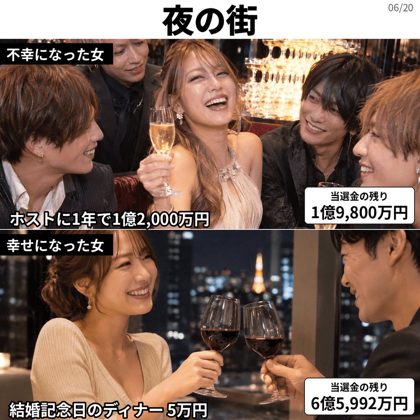 夜の街
06/20
不幸になった女
ホストに1年で1億2,000万円
当選金の残り
1億9,800万円
幸せになった女
結婚記念日のディナー 5万円
当選金の残り
6億5,992万円